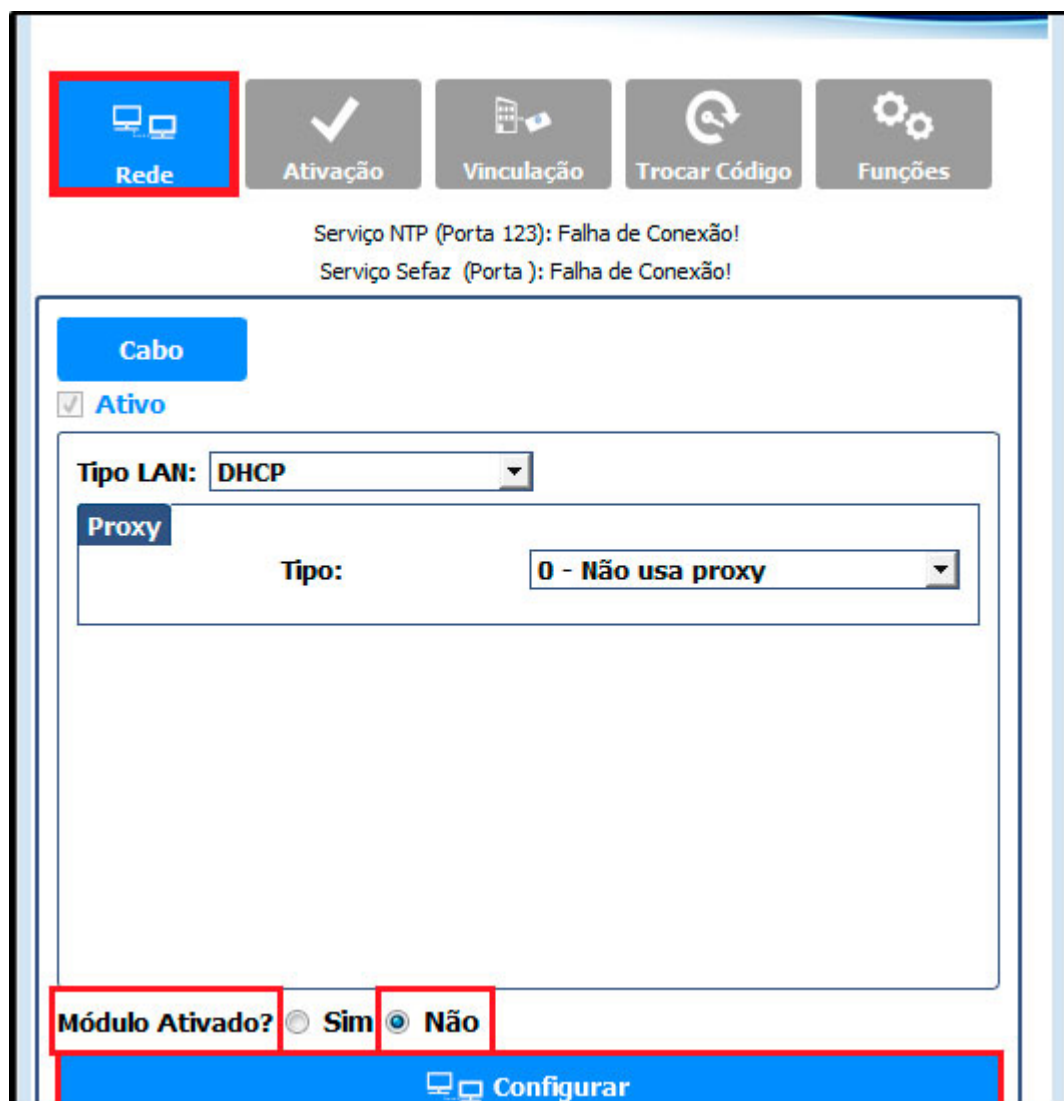 Rede
Ativação
Vinculação
Trocar Código
Funções
Serviço NTP (Porta 123): Falha de Conexão!
Serviço Sefaz (Porta ): Falha de Conexão!
Cabo
Ativo
Tipo LAN: DHCP
Proxy
Tipo: 0 - Não usa proxy
Módulo Ativado? Sim Não
Configurar